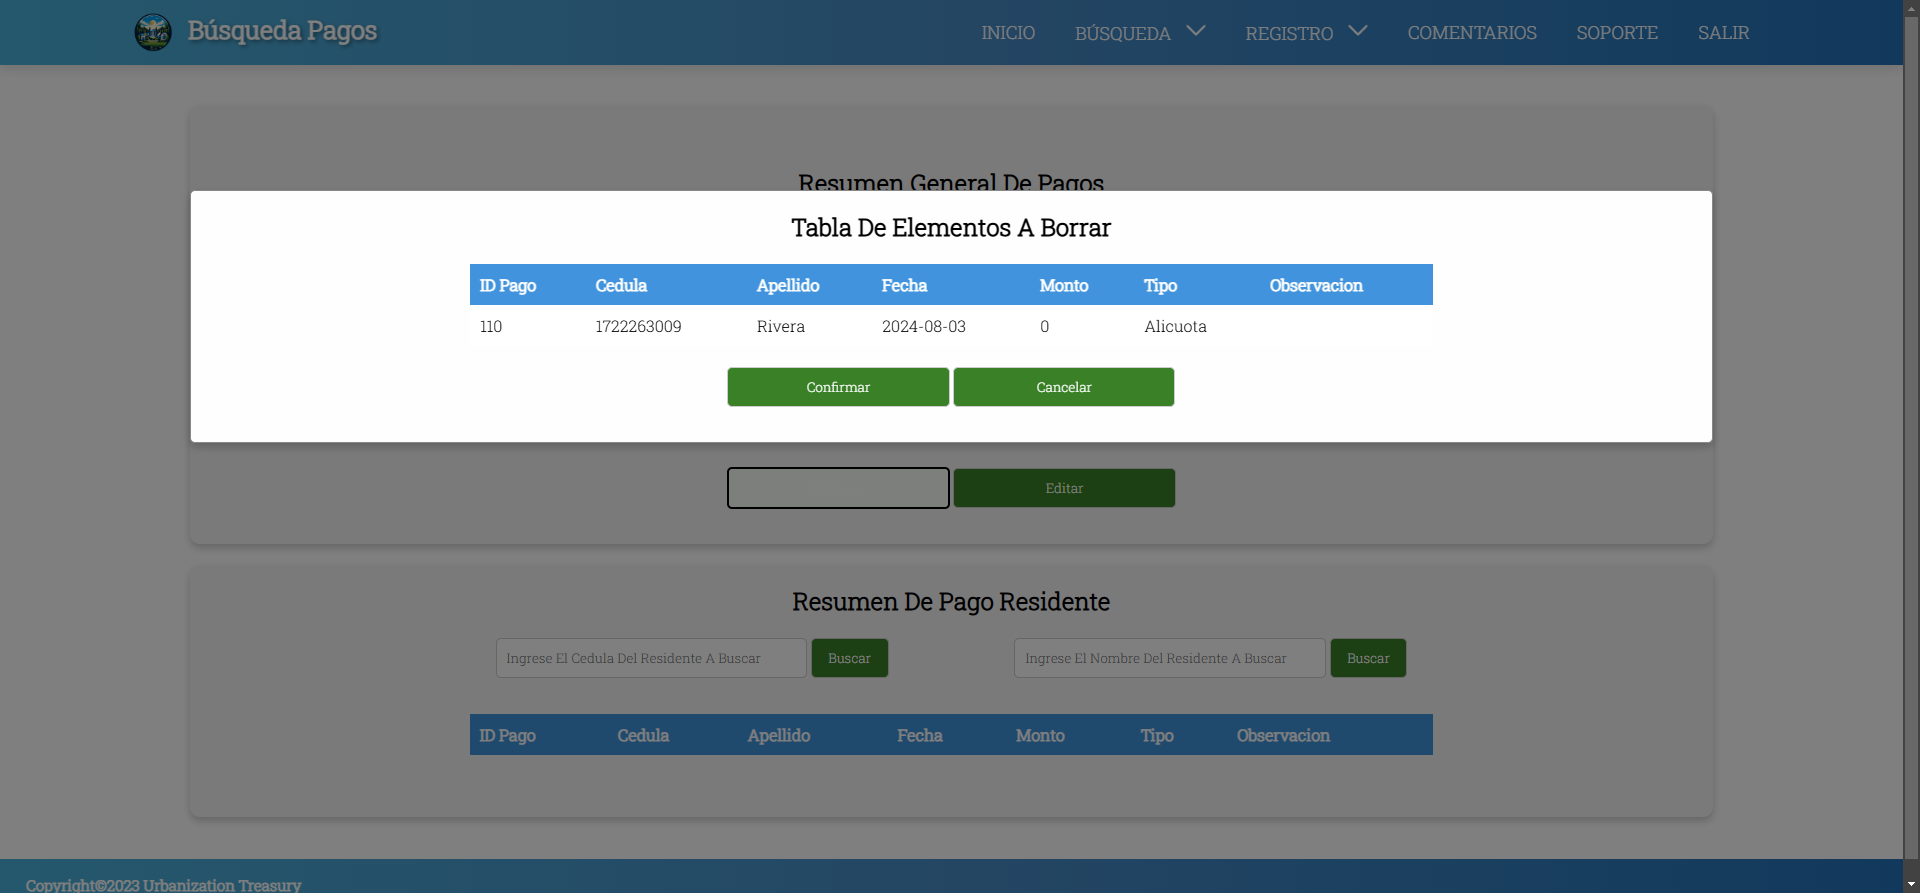 Búsqueda Pagos
INICIO BÚSQUEDA REGISTRO COMENTARIOS SOPORTE SALIR
Resumen General De Pagos
Tabla De Elementos A Borrar
ID Pago Cedula Apellido Fecha Monto Tipo Observacion
110 1722263009 Rivera 2024-08-03 0 Alicuota
Confirmar Cancelar
Editar
Resumen De Pago Residente
Ingrese El Cedula Del Residente A Buscar Buscar Ingrese El Nombre Del Residente A Buscar Buscar
ID Pago Cedula Apellido Fecha Monto Tipo Observacion
Copyright©2023 Urbanization Treasury